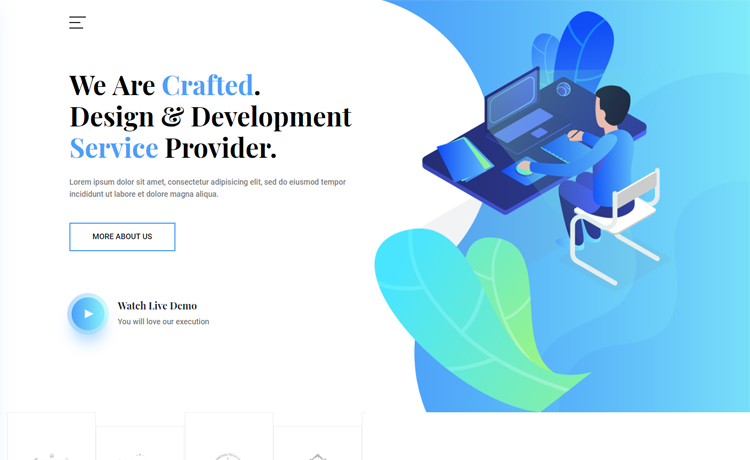 We Are Crafted.
Design & Development
Service Provider.
Lorem ipsum dolor sit amet, consectetur adipisicing elit, sed do eiusmod tempor
incididunt ut labore et dolore magna aliqua.
MORE ABOUT US
Watch Live Demo
You will love our execution